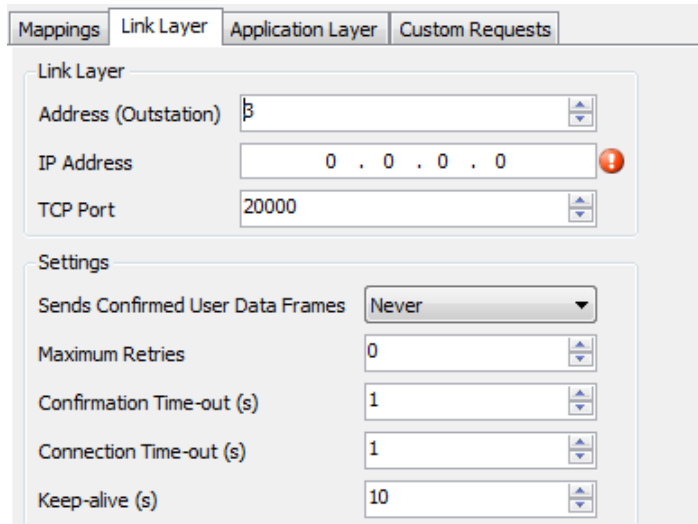 Mappings Link Layer Application Layer Custom Requests
Link Layer
Address (Outstation) 3
IP Address 0 . 0 . 0 . 0
TCP Port 20000
Settings
Sends Confirmed User Data Frames Never
Maximum Retries 0
Confirmation Time-out (s) 1
Connection Time-out (s) 1
Keep-alive (s) 10